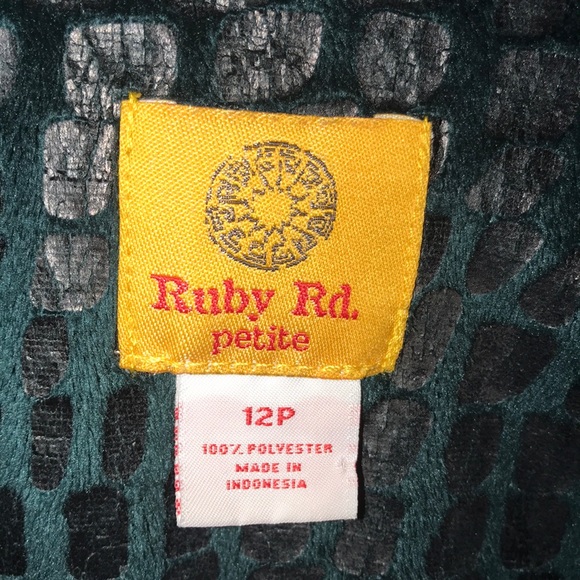 Ruby Rd.
petite
12P
100% POLYESTER
MADE IN
INDONESIA